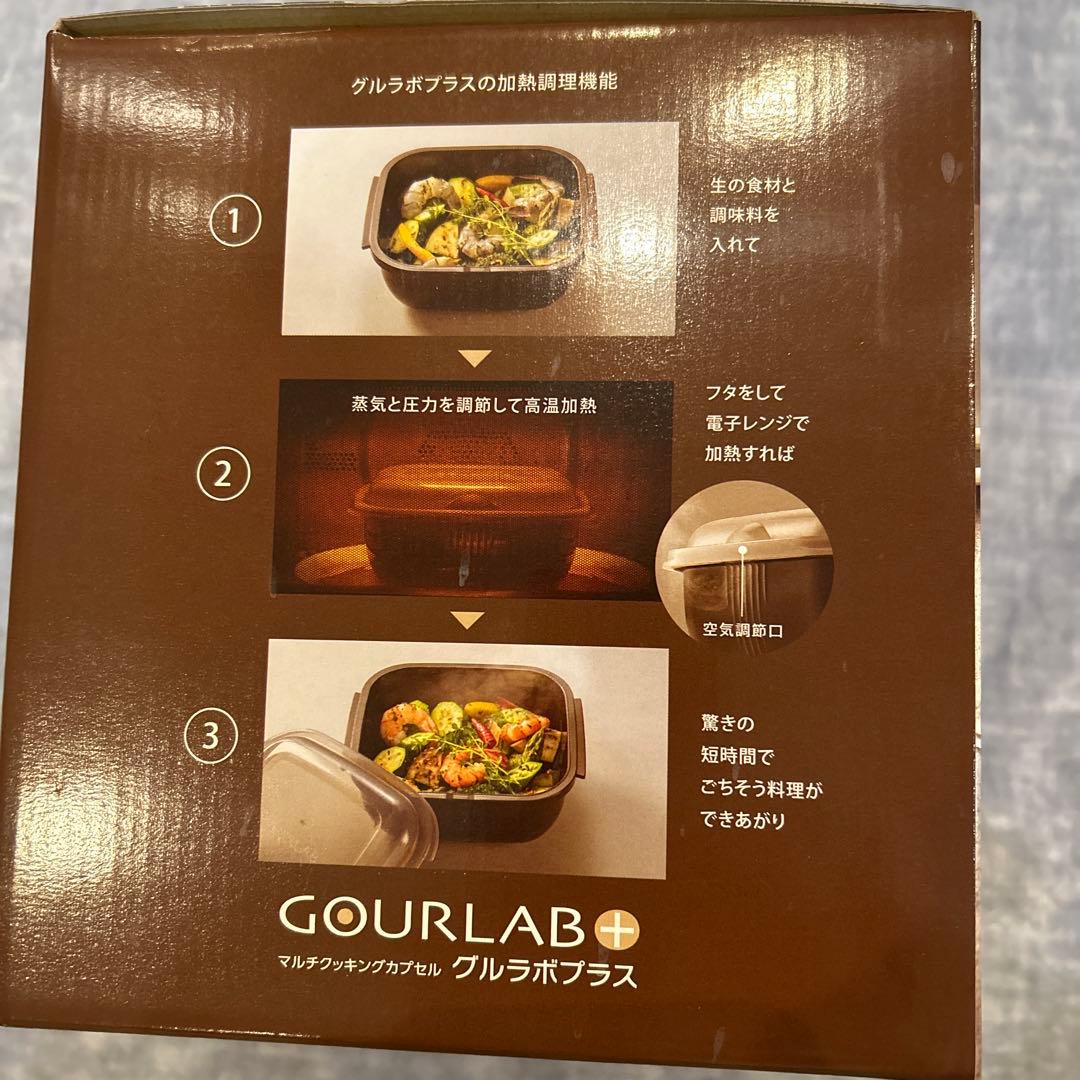 グルラボプラスの加熱調理機能
1
生の食材と
調味料を
入れて
蒸気と圧力を調節して高温加熱
2
フタをして
電子レンジで
加熱すれば
空気調節口
3
驚きの
短時間で
ごちそう料理が
できあがり
GOURLAB+
マルチクッキングカプセル グルラボプラス